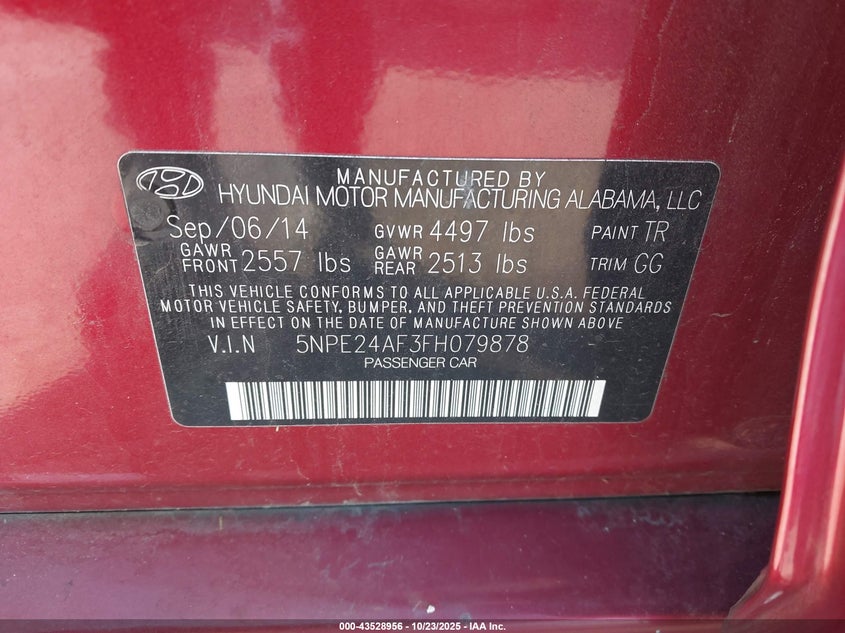 MANUFACTURED BY
HYUNDAI MOTOR MANUFACTURING ALABAMA, LLC
Sep/06/14 GVWR 4497 lbs PAINT TR
GAWR FRONT 2557 lbs GAWR REAR 2513 lbs TRIM GG
THIS VEHICLE CONFORMS TO ALL APPLICABLE U.S.A. FEDERAL
MOTOR VEHICLE SAFETY, BUMPER, AND THEFT PREVENTION STANDARDS
IN EFFECT ON THE DATE OF MANUFACTURE SHOWN ABOVE
V.I.N 5NPE24AF3FH079878
PASSENGER CAR
000-43528956 - 10/23/2025 - IAA Inc.